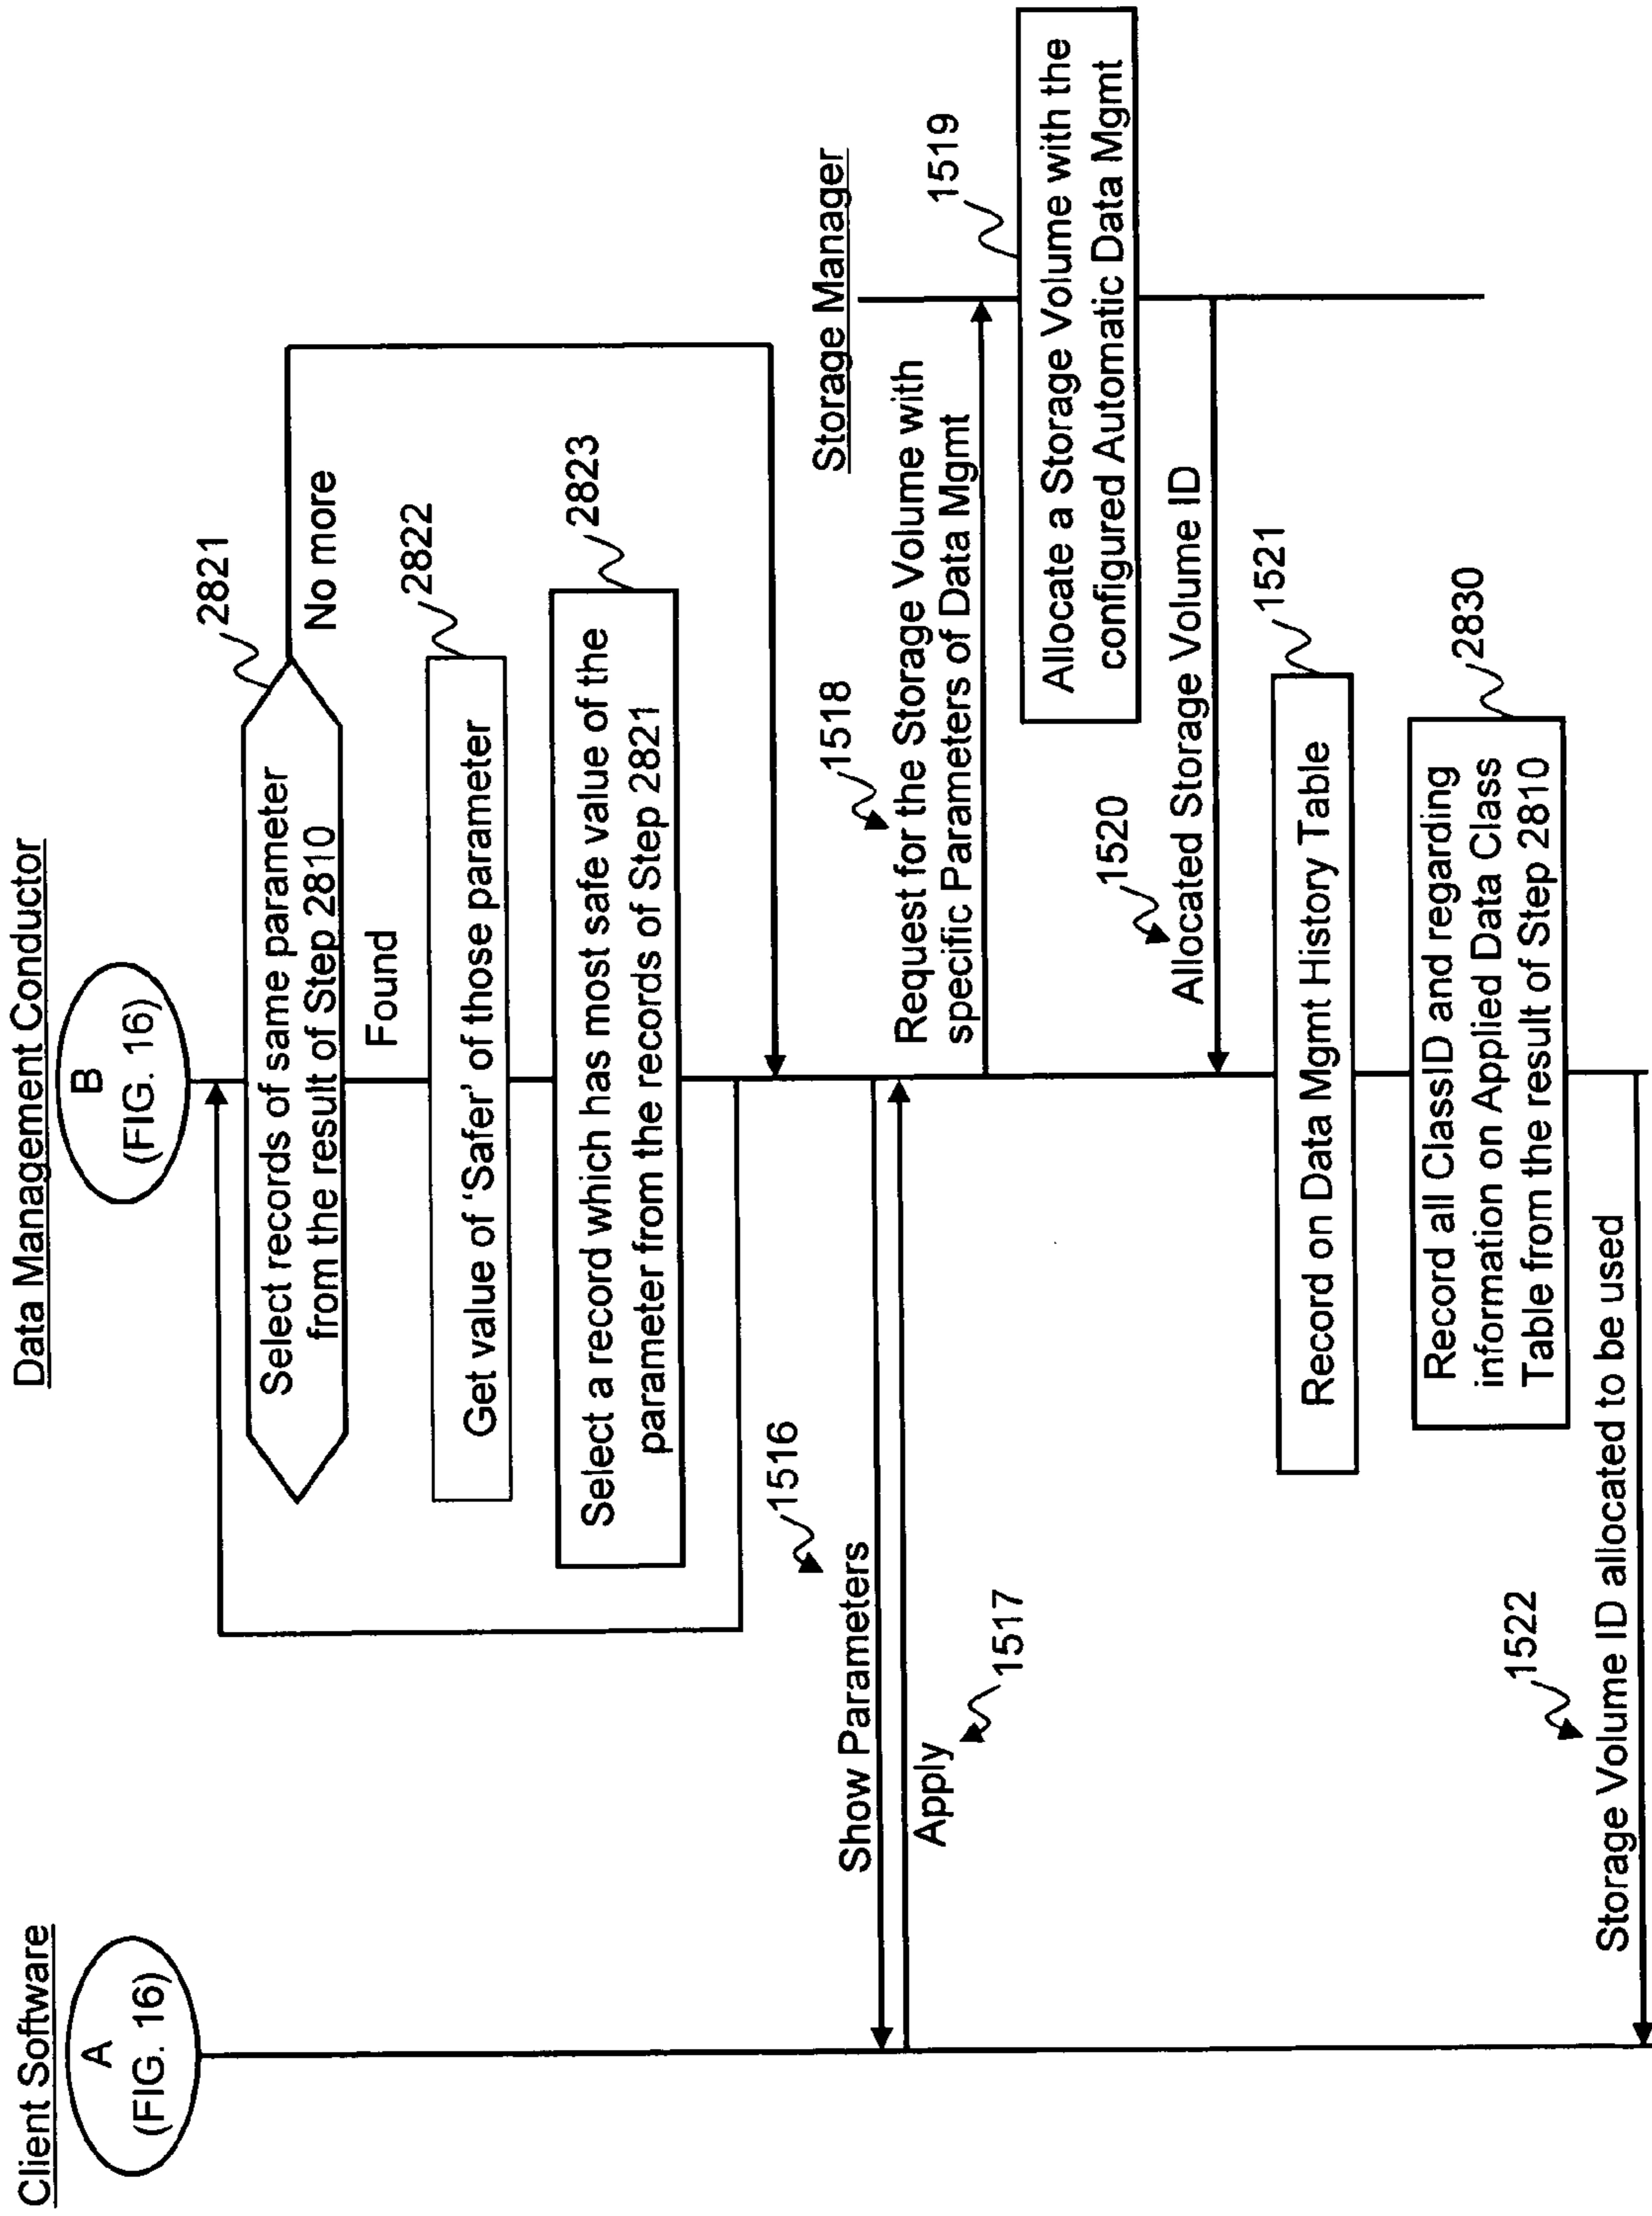 Client Software
Data Management Conductor
A
(FIG. 16)
B
(FIG. 16)
2821
Select records of same parameter
from the result of Step 2810
No more
Found
2822
Get value of 'Safer' of those parameter
2823
Select a record which has most safe value of the
parameter from the records of Step 2821
1516
Show Parameters
Apply
1517
Storage Manager
1518
Request for the Storage Volume with
specific Parameters of Data Mgmt
1519
Allocate a Storage Volume with the
configured Automatic Data Mgmt
1520
Allocated Storage Volume ID
1521
Record on Data Mgmt History Table
2830
Record all ClassID and regarding
information on Applied Data Class
Table from the result of Step 2810
1522
Storage Volume ID allocated to be used